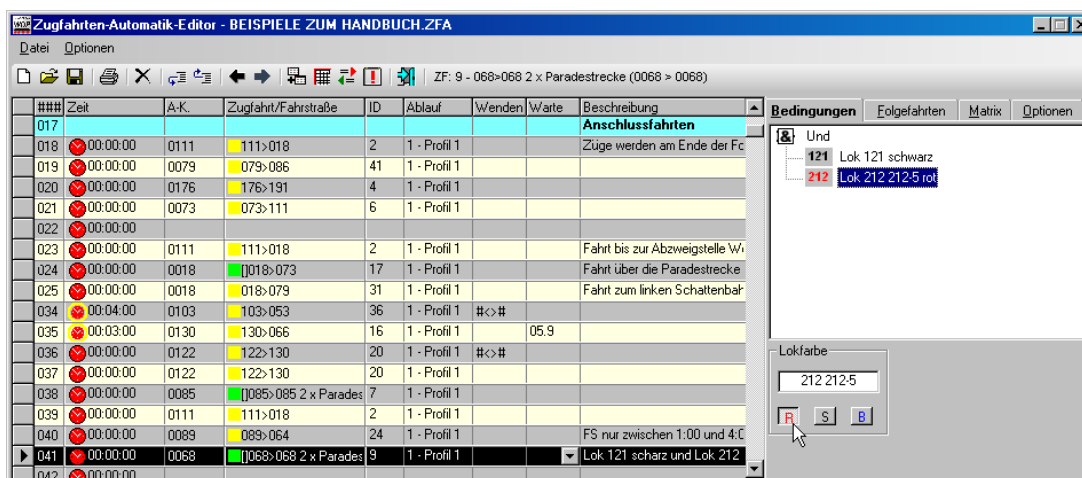 Zugfahrten-Automatik-Editor - BEISPIELE ZUM HANDBUCH.ZFA
Datei Optionen
ZF: 9 - 068>068 2 x Paradestrecke (0068 > 0068)
### Zeit A-K. Zugfahrt/Fahrstraße ID Ablauf Wenden Warte Beschreibung
017 Anschlussfahrten
018 00:00:00 0111 111>018 2 1 - Profil 1 Züge werden am Ende der Fc
019 00:00:00 0079 079>086 41 1 - Profil 1
020 00:00:00 0176 176>191 4 1 - Profil 1
021 00:00:00 0073 073>111 6 1 - Profil 1
022 00:00:00
023 00:00:00 0111 111>018 2 1 - Profil 1 Fahrt bis zur Abzweigstelle W
024 00:00:00 0018 []018>073 17 1 - Profil 1 Fahrt über die Paradestrecke
025 00:00:00 0018 018>079 31 1 - Profil 1 Fahrt zum linken Schattenbah
034 00:04:00 0103 103>053 36 1 - Profil 1 #<>#
035 00:03:00 0130 130>066 16 1 - Profil 1 05.9
036 00:00:00 0122 122>130 20 1 - Profil 1 #<>#
037 00:00:00 0122 122>130 20 1 - Profil 1
038 00:00:00 0085 []085>085 2 x Parades 7 1 - Profil 1
039 00:00:00 0111 111>018 2 1 - Profil 1
040 00:00:00 0089 089>064 24 1 - Profil 1 FS nur zwischen 1:00 und 4:0
041 00:00:00 0068 []068>068 2 x Parades 9 1 - Profil 1 Lok 121 scharz und Lok 212
042 00:00:00
Bedingungen Folgefahrten Matrix Optionen
& Und
121 Lok 121 schwarz
212 Lok 212 212-5 rot
Lokfarbe
212 212-5
R S B